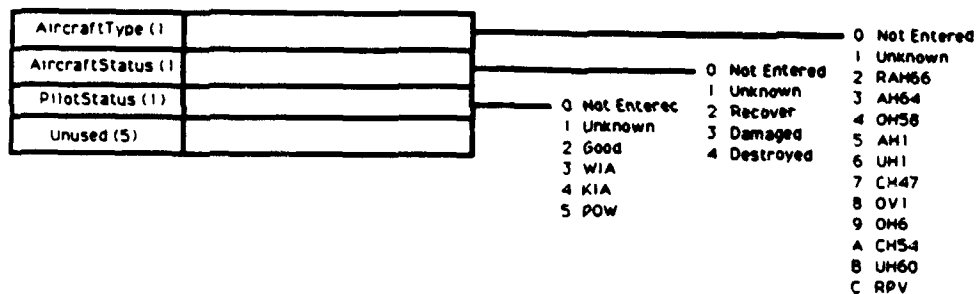 AircraftType (1
AircraftStatus (1
PilotStatus (1)
Unused (5)
0 Not Enterec
1 Unknown
2 Good
3 WIA
4 KIA
5 POW
0 Not Entered
1 Unknown
2 Recover
3 Damaged
4 Destroyed
0 Not Entered
1 Unknown
2 RAH66
3 AH64
4 OH58
5 AH1
6 UH1
7 CH47
8 OV1
9 OH6
A CH54
B UH60
C RPV